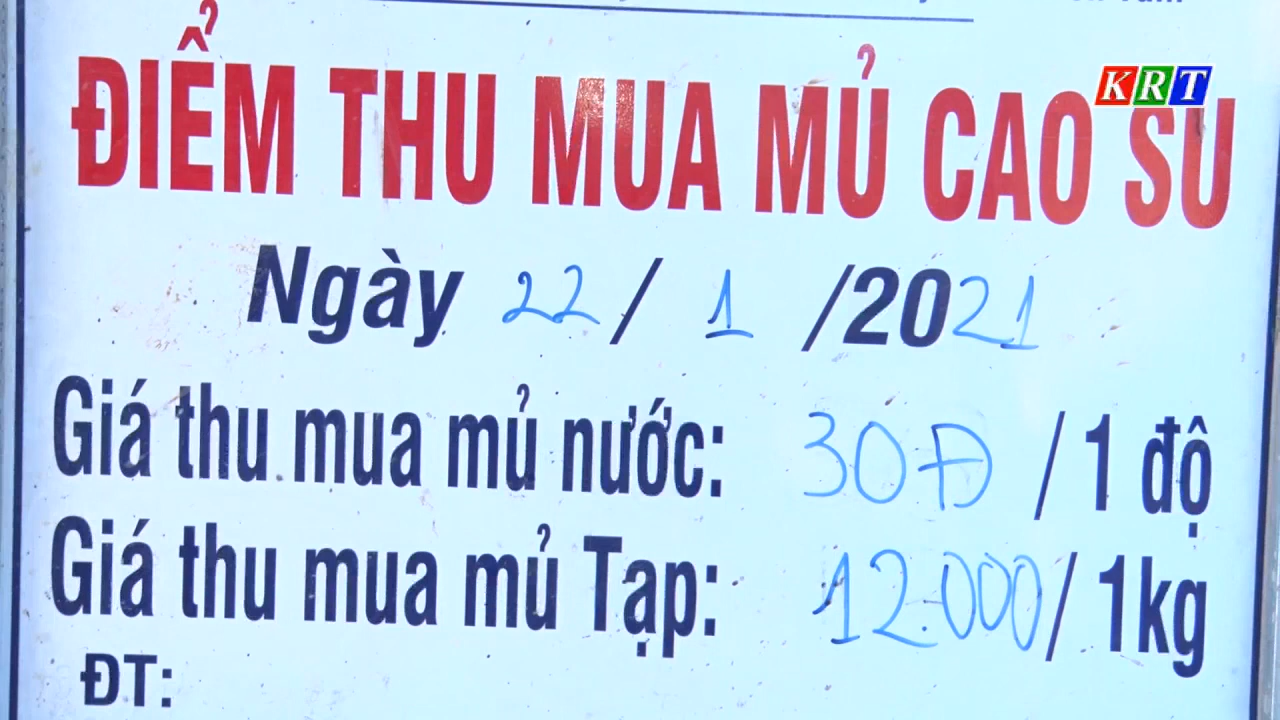 KRT
ĐIỂM THU MUA MỦ CAO SU
Ngày 22 / 1 /2021
Giá thu mua mủ nước: 30Đ / 1 độ
Giá thu mua mủ Tạp: 12.000 / 1kg
ĐT: